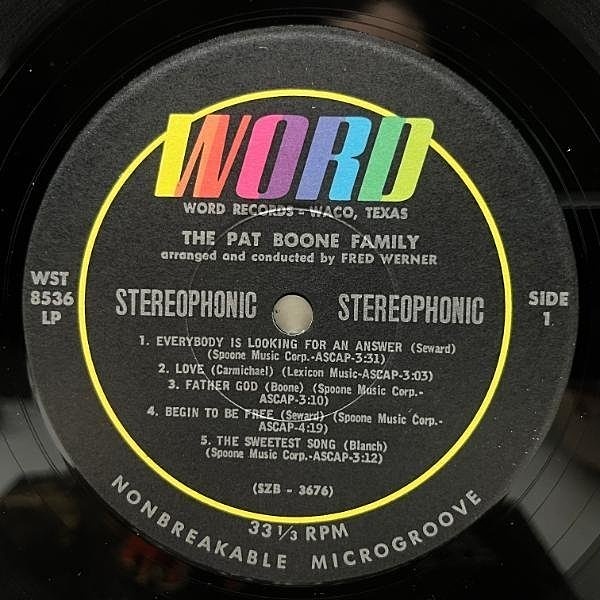 WORD
WORD RECORDS - WACO, TEXAS
THE PAT BOONE FAMILY
arranged and conducted by FRED WERNER
WST
8536
LP
STEREOPHONIC STEREOPHONIC
SIDE
1
1. EVERYBODY IS LOOKING FOR AN ANSWER (Seward)
(Spoone Music Corp.-ASCAP-3:31)
2. LOVE (Carmichael) (Lexicon Music-ASCAP-3:03)
3. FATHER GOD (Boone) (Spoone Music Corp.-
ASCAP-3:10)
4. BEGIN TO BE FREE (Seward) (Spoone Music Corp.-
ASCAP-4:19)
5. THE SWEETEST SONG (Blanch)
(Spoone Music Corp.-ASCAP-3:12)
(SZB - 3676)
33 1/3 RPM
NONBREAKABLE MICROGROOVE